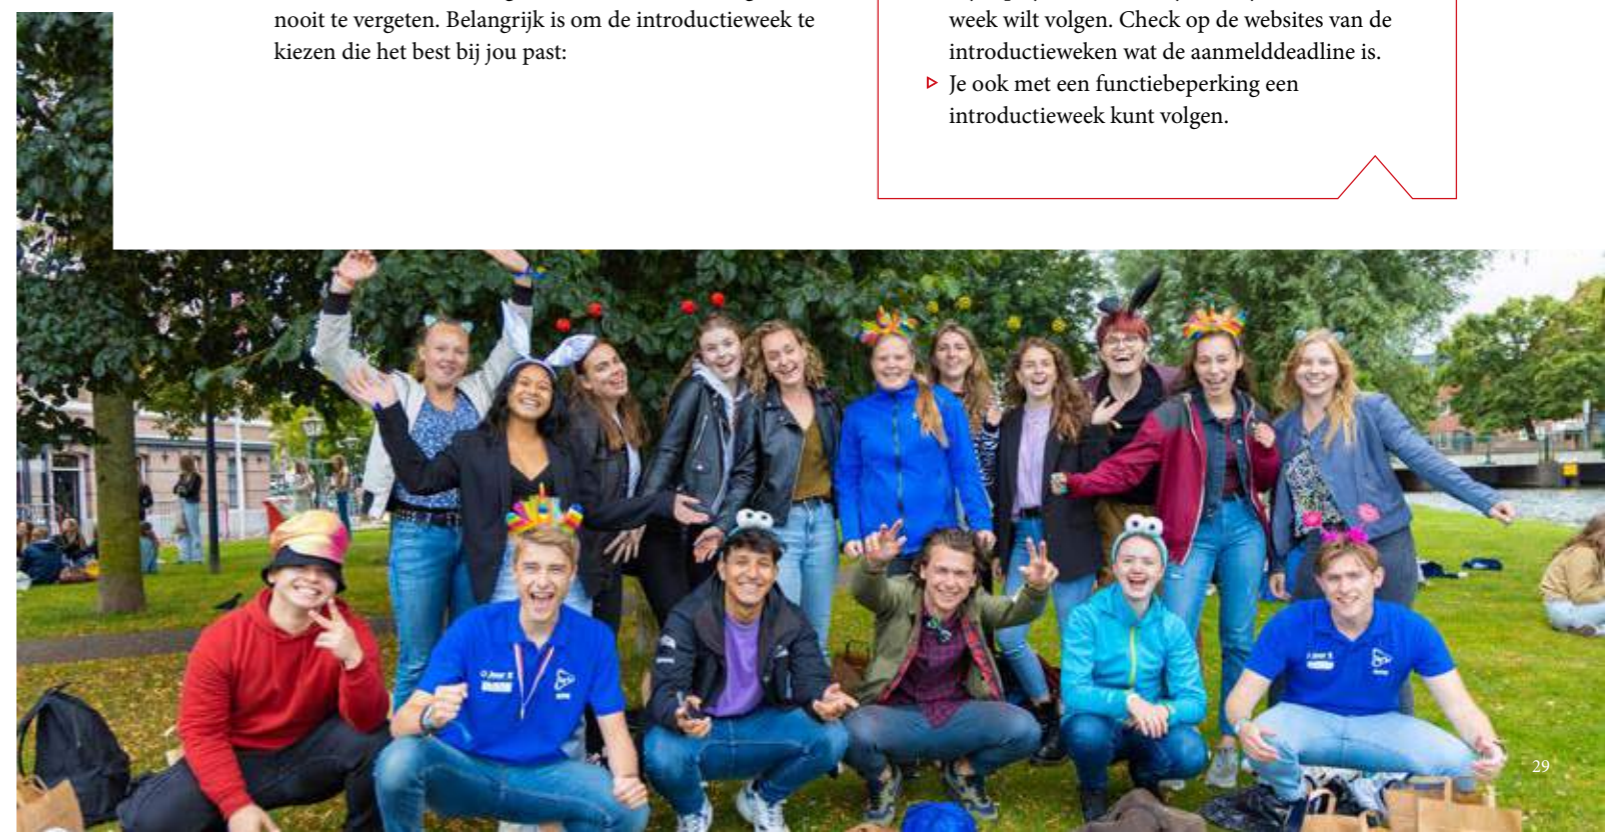 nooit te vergeten. Belangrijk is om de introductieweek te
kiezen die het best bij jou past:
week wilt volgen. Check op de websites van de
introductieweken wat de aanmelddeadline is.
Je ook met een functiebeperking een
introductieweek kunt volgen.
29